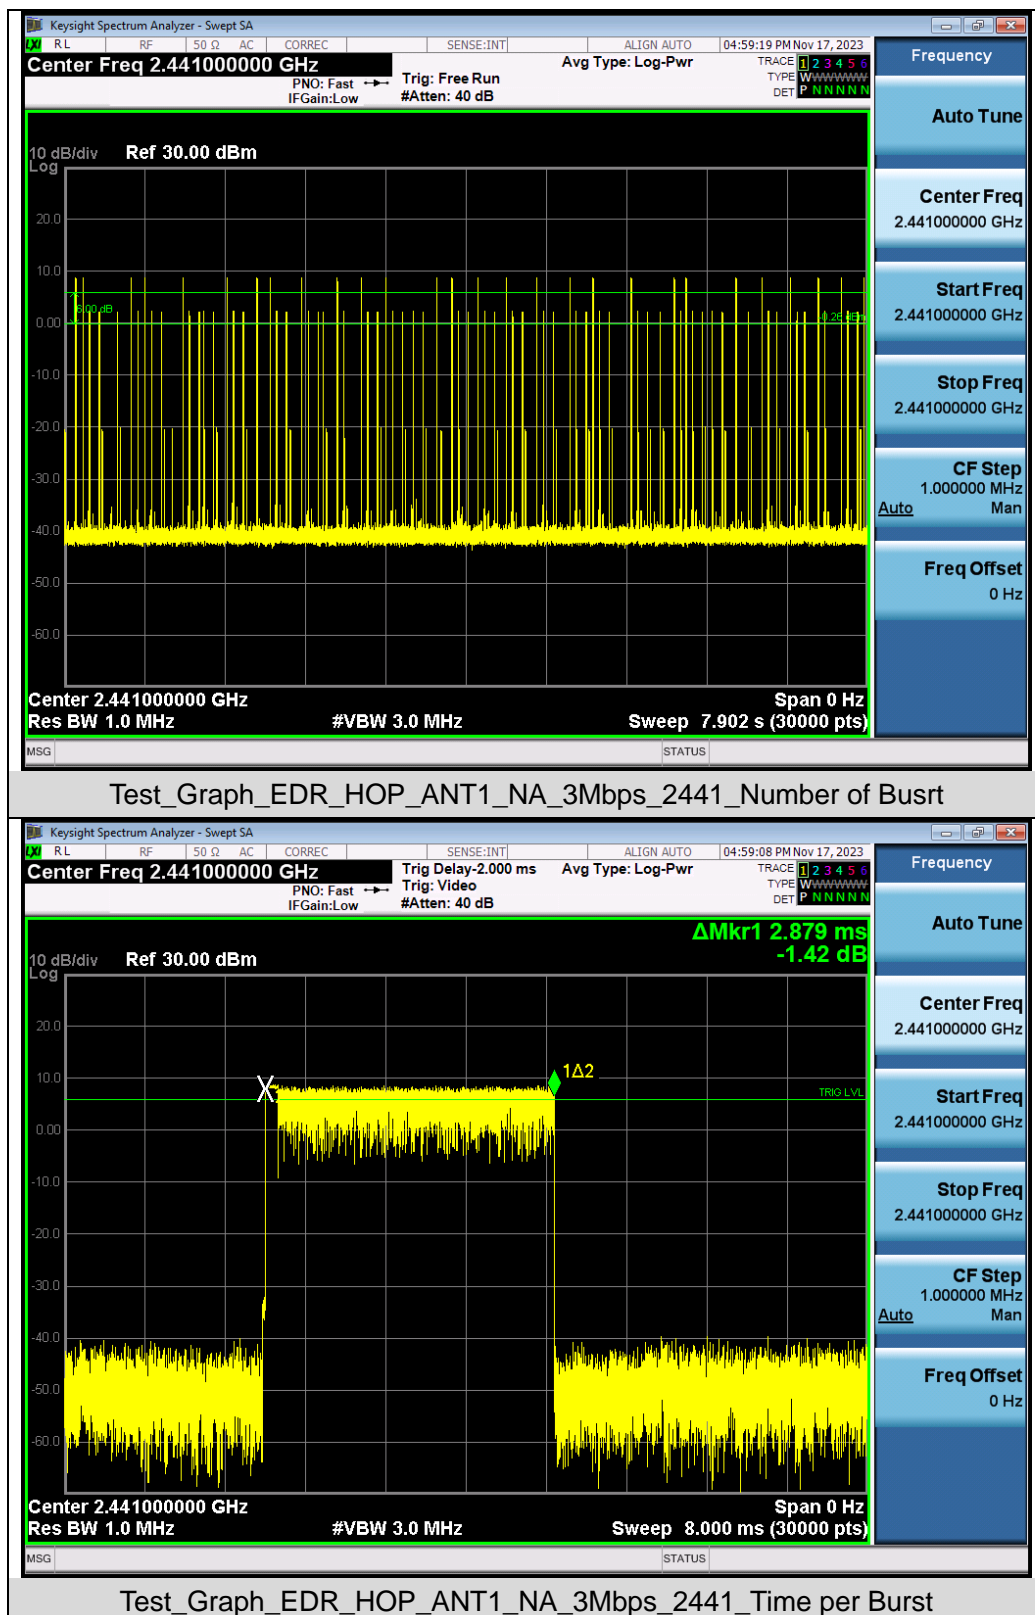 Keysight Spectrum Analyzer - Swept SA
LXI RL RF 50 Ω AC CORREC SENSE:INT ALIGN AUTO 04:59:19 PM Nov 17, 2023
Center Freq 2.441000000 GHz Avg Type: Log-Pwr TRACE 1 2 3 4 5 6
PNO: Fast Trig: Free Run TYPE WWWWWWW
IFGain:Low #Atten: 40 dB DET P N N N N N
10 dB/div Ref 30.00 dBm
Log
20.0
10.0
6.00 dB
0.00
-0.26 dBm
-10.0
-20.0
-30.0
-40.0
-50.0
-60.0
Center 2.441000000 GHz Span 0 Hz
Res BW 1.0 MHz #VBW 3.0 MHz Sweep 7.902 s (30000 pts)
MSG STATUS
Frequency
Auto Tune
Center Freq
2.441000000 GHz
Start Freq
2.441000000 GHz
Stop Freq
2.441000000 GHz
CF Step
1.000000 MHz
Auto Man
Freq Offset
0 Hz
Test_Graph_EDR_HOP_ANT1_NA_3Mbps_2441_Number of Busrt
Keysight Spectrum Analyzer - Swept SA
LXI RL RF 50 Ω AC CORREC SENSE:INT ALIGN AUTO 04:59:08 PM Nov 17, 2023
Center Freq 2.441000000 GHz Trig Delay-2.000 ms Avg Type: Log-Pwr TRACE 1 2 3 4 5 6
PNO: Fast Trig: Video TYPE WWWWWWW
IFGain:Low #Atten: 40 dB DET P N N N N N
ΔMkr1 2.879 ms
-1.42 dB
10 dB/div Ref 30.00 dBm
Log
20.0
10.0
1Δ2
TRIG LVL
0.00
-10.0
-20.0
-30.0
-40.0
-50.0
-60.0
Center 2.441000000 GHz Span 0 Hz
Res BW 1.0 MHz #VBW 3.0 MHz Sweep 8.000 ms (30000 pts)
MSG STATUS
Frequency
Auto Tune
Center Freq
2.441000000 GHz
Start Freq
2.441000000 GHz
Stop Freq
2.441000000 GHz
CF Step
1.000000 MHz
Auto Man
Freq Offset
0 Hz
Test_Graph_EDR_HOP_ANT1_NA_3Mbps_2441_Time per Burst